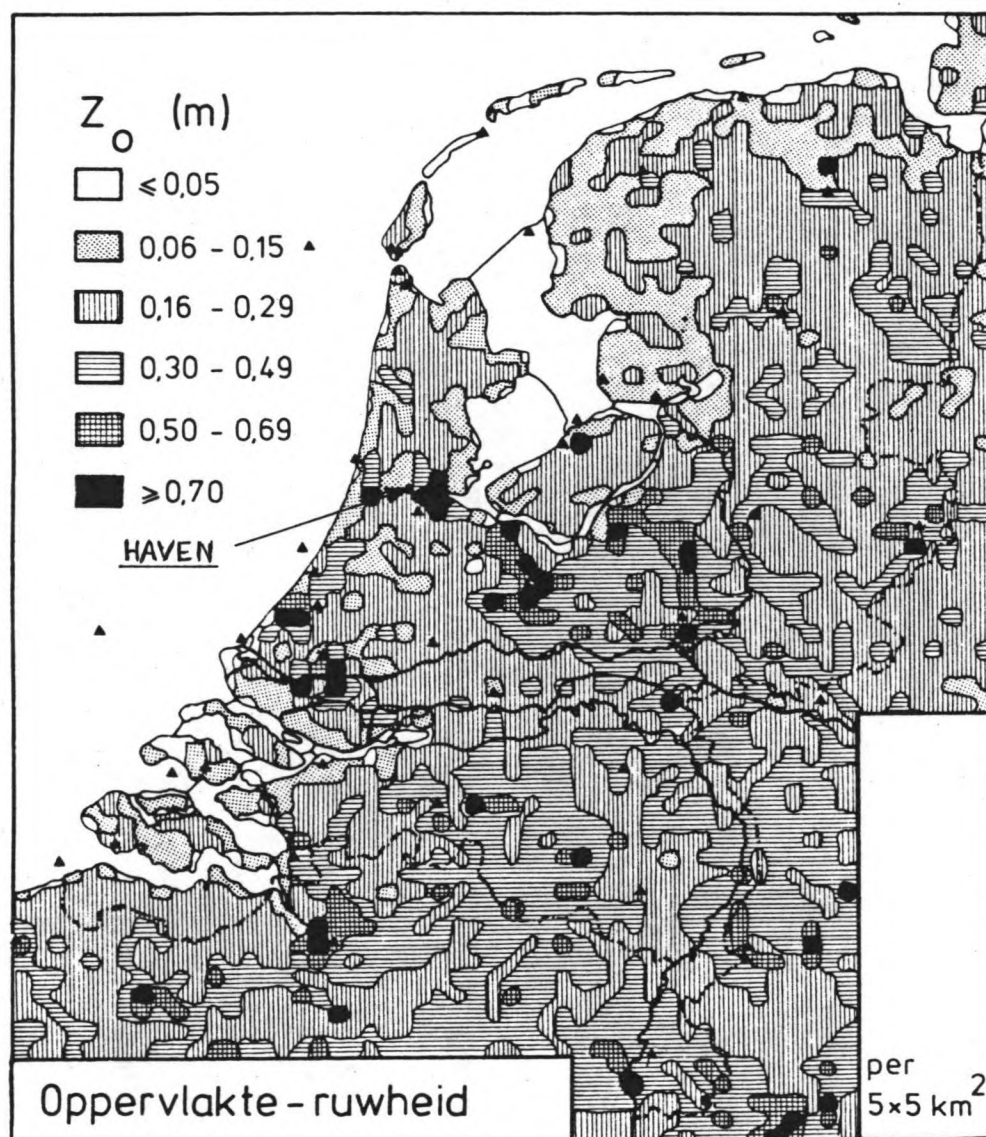 Zo (m)
≤ 0,05
0,06 - 0,15
0,16 - 0,29
0,30 - 0,49
0,50 - 0,69
≥ 0,70
HAVEN
Oppervlakte - ruwheid
per
5×5 km²